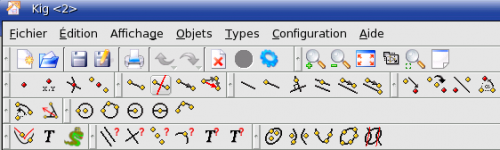 Kig <2>
Fichier Édition Affichage Objets Types Configuration Aide
x,y
T T? T?